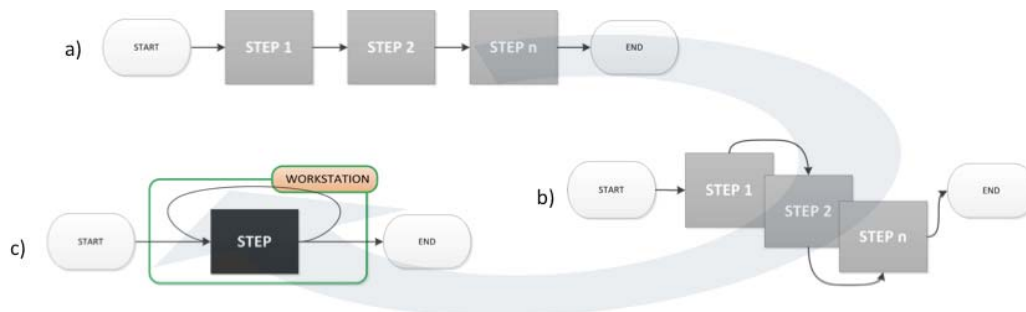 a)
START
STEP 1
STEP 2
STEP n
END
b)
START
STEP 1
STEP 2
STEP n
END
c)
START
WORKSTATION
STEP
END